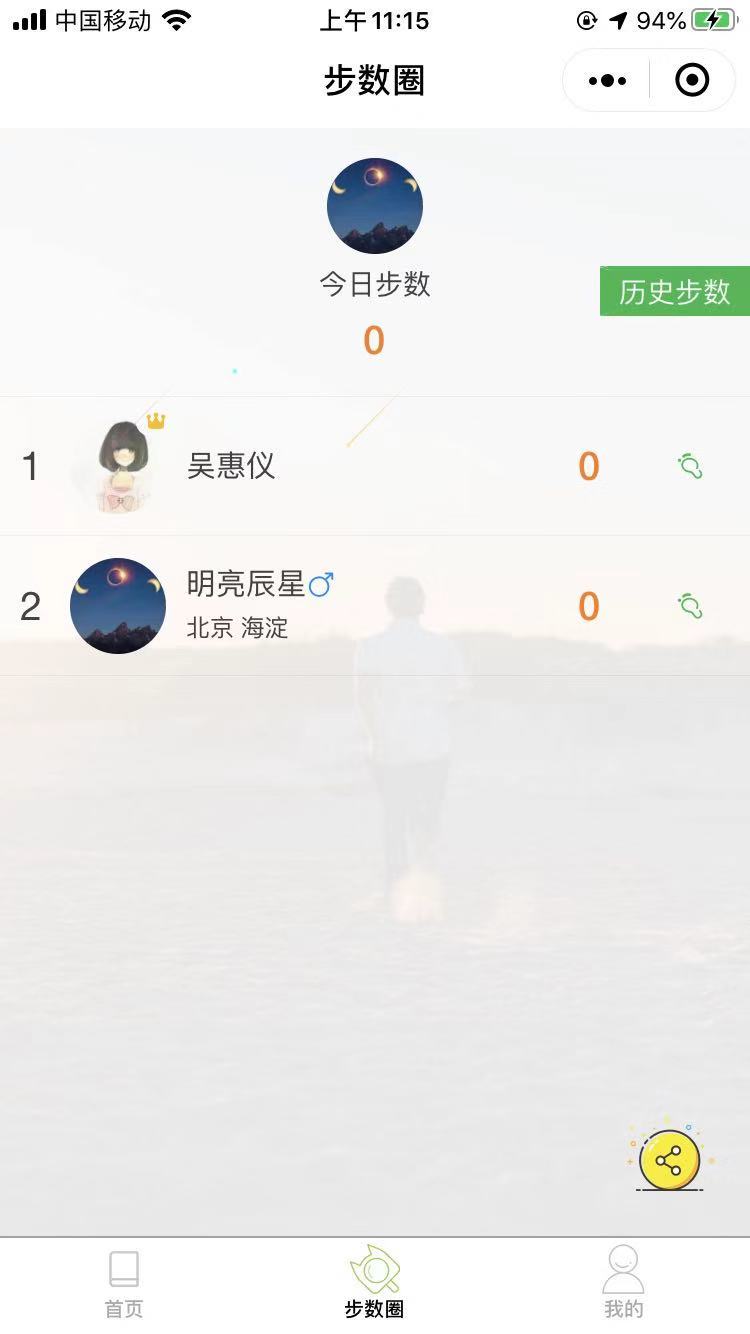 中国移动 上午11:15 94%
步数圈
今日步数
历史步数
0
1 吴惠仪 0
2 明亮辰星 0
北京 海淀
首页 步数圈 我的